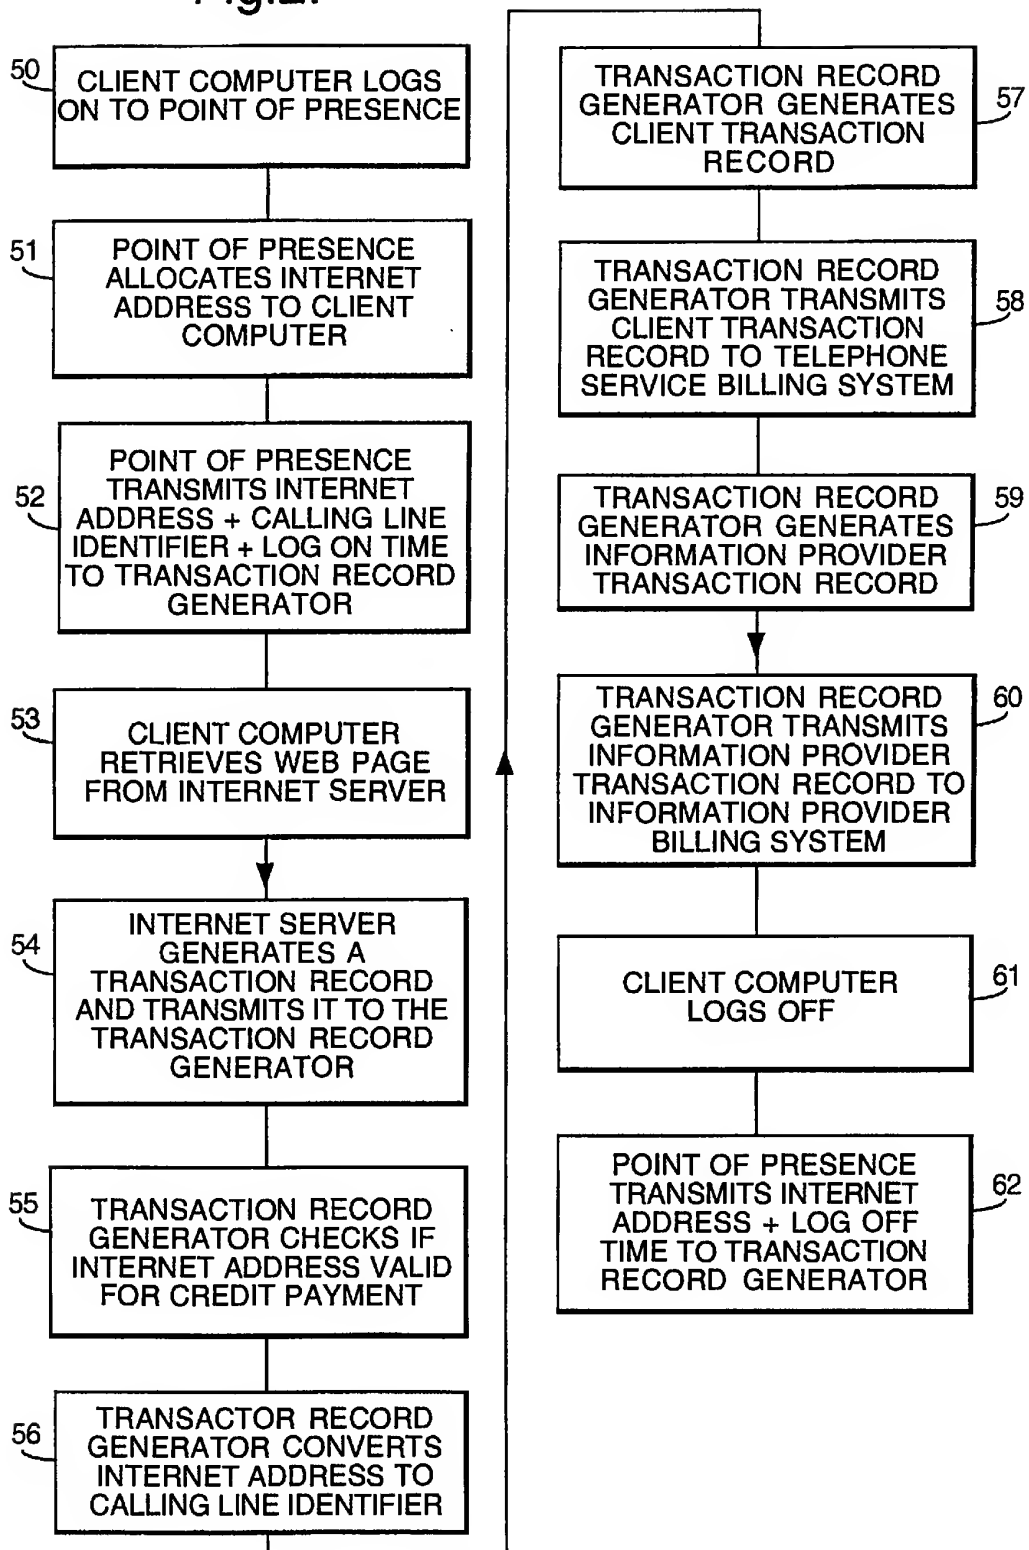 50
CLIENT COMPUTER LOGS
ON TO POINT OF PRESENCE
51
POINT OF PRESENCE
ALLOCATES INTERNET
ADDRESS TO CLIENT
COMPUTER
52
POINT OF PRESENCE
TRANSMITS INTERNET
ADDRESS + CALLING LINE
IDENTIFIER + LOG ON TIME
TO TRANSACTION RECORD
GENERATOR
53
CLIENT COMPUTER
RETRIEVES WEB PAGE
FROM INTERNET SERVER
54
INTERNET SERVER
GENERATES A
TRANSACTION RECORD
AND TRANSMITS IT TO THE
TRANSACTION RECORD
GENERATOR
55
TRANSACTION RECORD
GENERATOR CHECKS IF
INTERNET ADDRESS VALID
FOR CREDIT PAYMENT
56
TRANSACTOR RECORD
GENERATOR CONVERTS
INTERNET ADDRESS TO
CALLING LINE IDENTIFIER
57
TRANSACTION RECORD
GENERATOR GENERATES
CLIENT TRANSACTION
RECORD
58
TRANSACTION RECORD
GENERATOR TRANSMITS
CLIENT TRANSACTION
RECORD TO TELEPHONE
SERVICE BILLING SYSTEM
59
TRANSACTION RECORD
GENERATOR GENERATES
INFORMATION PROVIDER
TRANSACTION RECORD
60
TRANSACTION RECORD
GENERATOR TRANSMITS
INFORMATION PROVIDER
TRANSACTION RECORD TO
INFORMATION PROVIDER
BILLING SYSTEM
61
CLIENT COMPUTER
LOGS OFF
62
POINT OF PRESENCE
TRANSMITS INTERNET
ADDRESS + LOG OFF
TIME TO TRANSACTION
RECORD GENERATOR